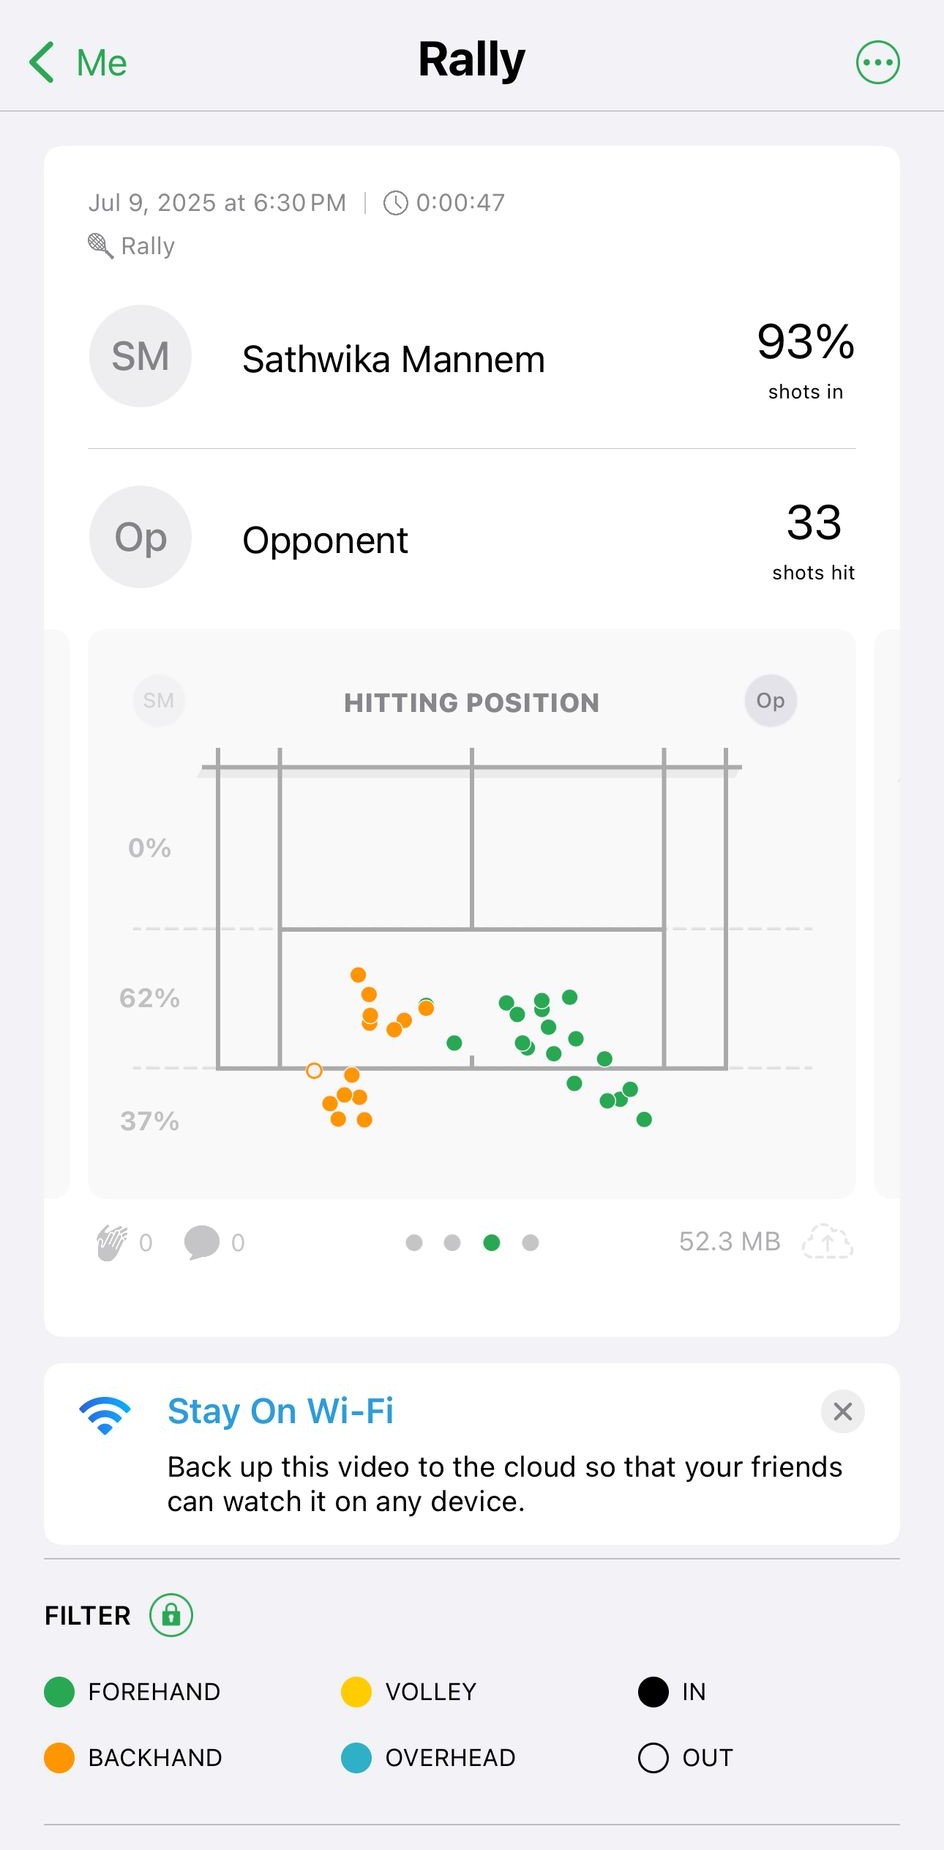 Me
Rally
Jul 9, 2025 at 6:30 PM | 0:00:47
Rally
SM
Sathwika Mannem
93%
shots in
Op
Opponent
33
shots hit
SM
HITTING POSITION
Op
0%
62%
37%
0
0
52.3 MB
Stay On Wi-Fi
Back up this video to the cloud so that your friends
can watch it on any device.
FILTER
FOREHAND
VOLLEY
IN
BACKHAND
OVERHEAD
OUT